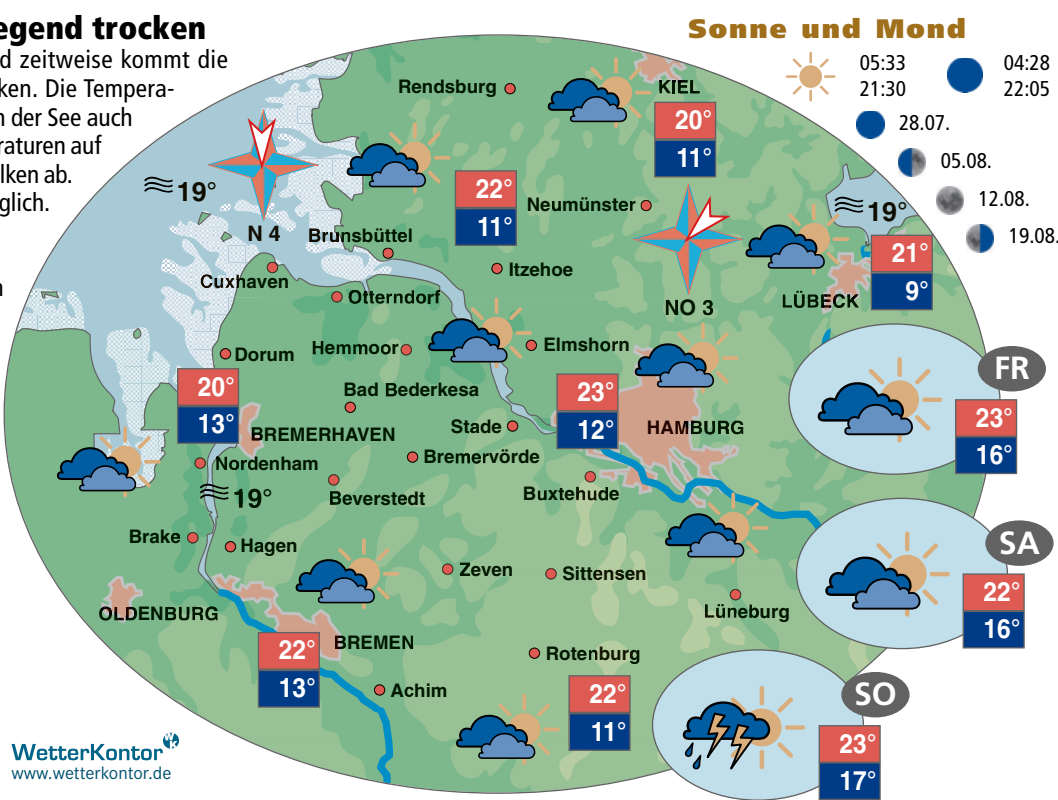 egend trocken
d zeitweise kommt die
ken. Die Tempera-
n der See auch
raturen auf
lken ab.
glich.
n
Sonne und Mond
05:33
21:30
04:28
22:05
28.07.
05.08.
12.08.
19.08.
Rendsburg
KIEL
20°
11°
19°
N 4
22°
11°
Neumünster
19°
Brunsbüttel
Itzehoe
21°
9°
Cuxhaven
Otterndorf
NO 3
LÜBECK
Dorum
Hemmoor
Elmshorn
FR
23°
16°
20°
13°
Bad Bederkesa
23°
12°
BREMERHAVEN
Stade
HAMBURG
Nordenham
Bremervörde
19°
Beverstedt
Buxtehude
Brake
Hagen
SA
22°
16°
Zeven
Sittensen
OLDENBURG
Lüneburg
22°
13°
BREMEN
Rotenburg
Achim
22°
11°
SO
23°
17°
WetterKontor
www.wetterkontor.de